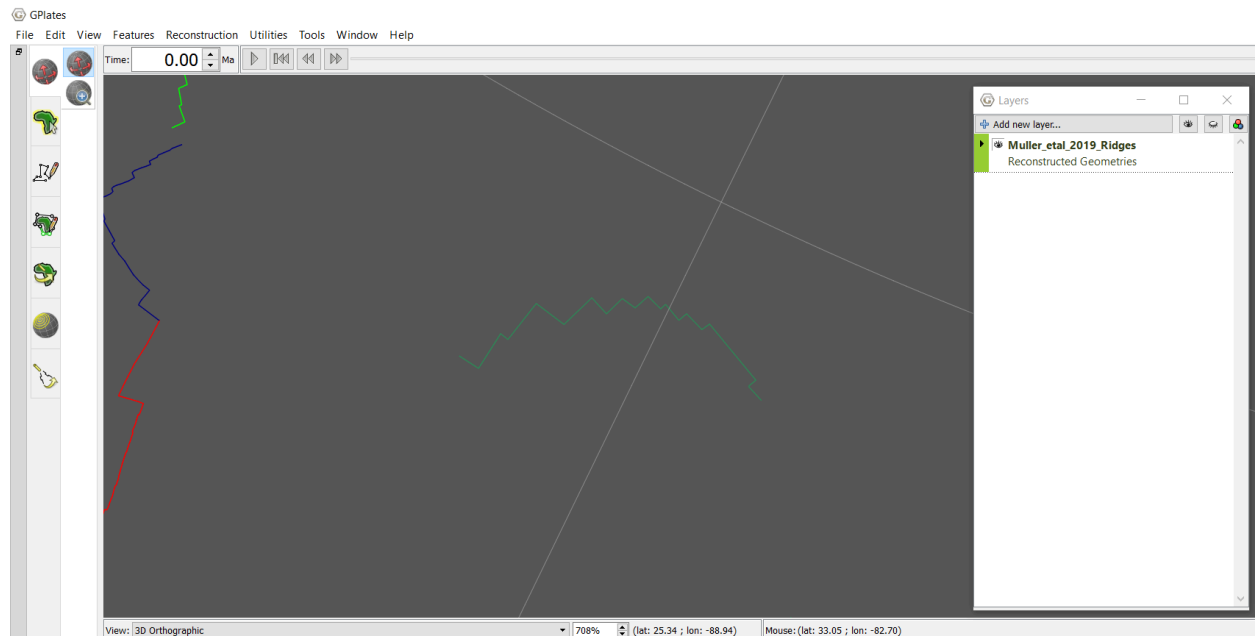 GPlates
File Edit View Features Reconstruction Utilities Tools Window Help
Time: 0.00 Ma
Layers
Add new layer...
Muller_etal_2019_Ridges
Reconstructed Geometries
View: 3D Orthographic 708% (lat: 25.34 ; lon: -88.94) Mouse: (lat: 33.05 ; lon: -82.70)